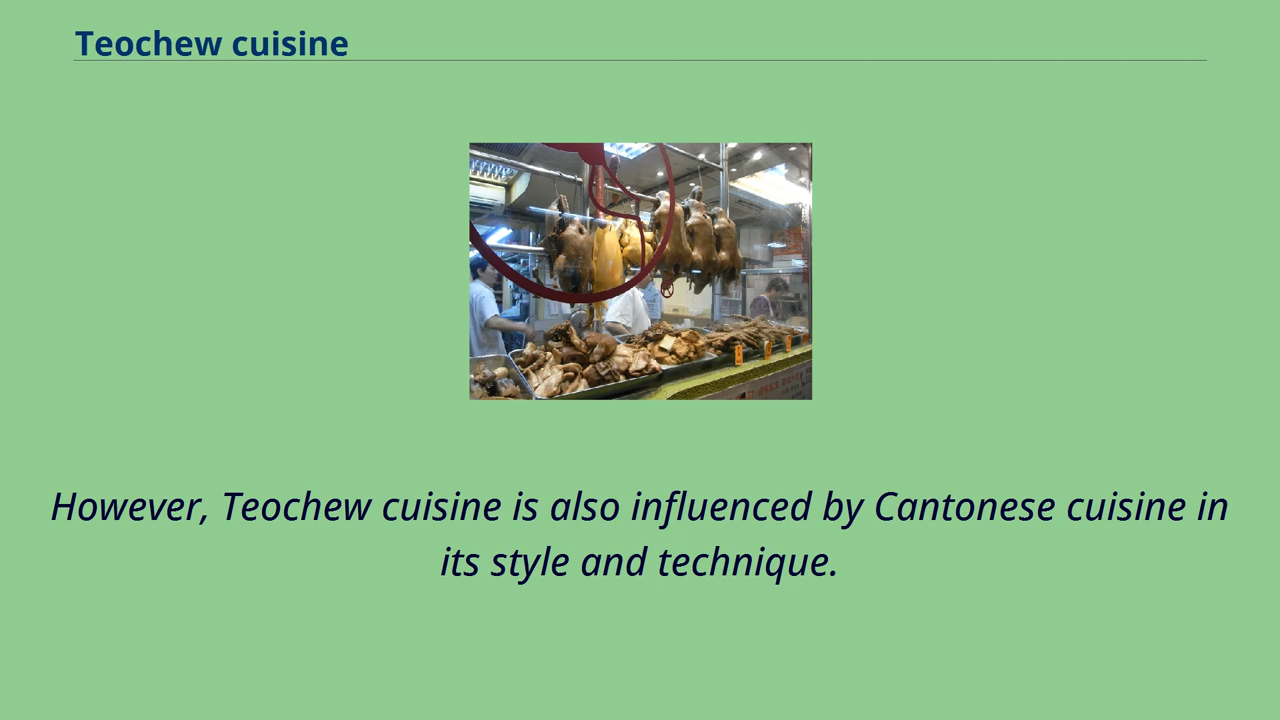 Teochew cuisine
However, Teochew cuisine is also influenced by Cantonese cuisine in
its style and technique.